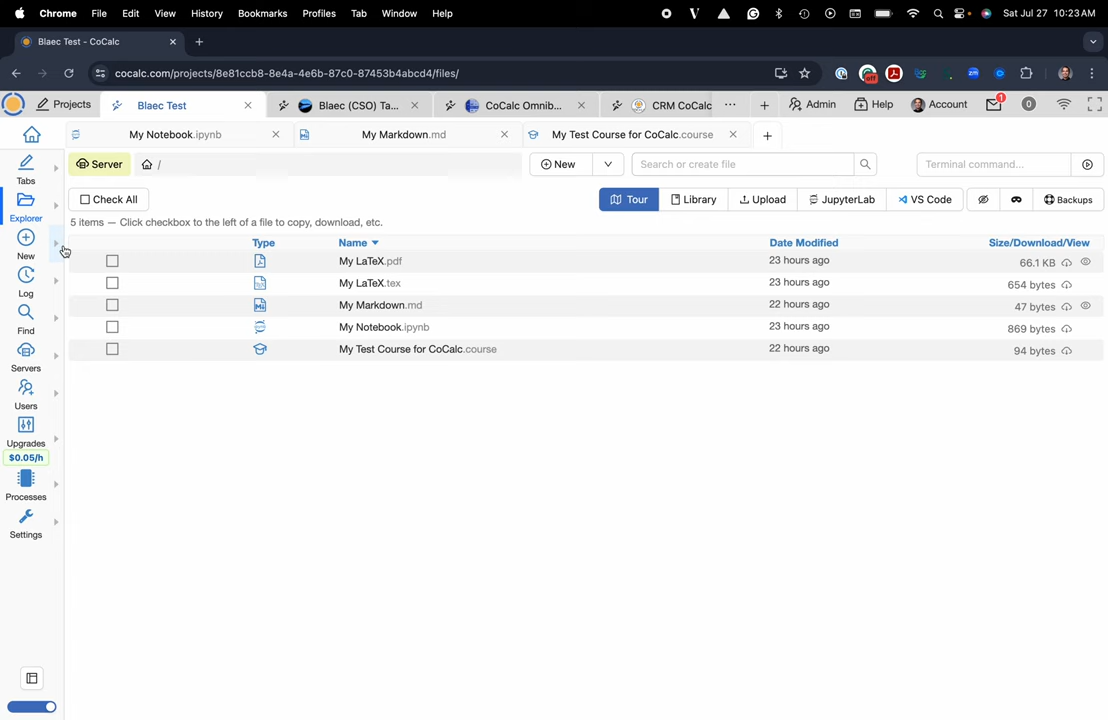 Chrome File Edit View History Bookmarks Profiles Tab Window Help Sat Jul 27 10:23 AM
Blaec Test - CoCalc
cocalc.com/projects/8e81ccb8-8e4a-4e6b-87c0-87453b4abcd4/files/
Projects Blaec Test Blaec (CSO) Ta... CoCalc Omnib... CRM CoCalc ... Admin Help Account 1 0
My Notebook.ipynb My Markdown.md My Test Course for CoCalc.course
Server / New Search or create file Terminal command...
Check All Tour Library Upload JupyterLab VS Code Backups
5 items — Click checkbox to the left of a file to copy, download, etc.
Type Name Date Modified Size/Download/View
My LaTeX.pdf 23 hours ago 66.1 KB
My LaTeX.tex 23 hours ago 654 bytes
My Markdown.md 22 hours ago 47 bytes
My Notebook.ipynb 23 hours ago 869 bytes
My Test Course for CoCalc.course 22 hours ago 94 bytes
Tabs
Explorer
New
Log
Find
Servers
Users
Upgrades
$0.05/h
Processes
Settings